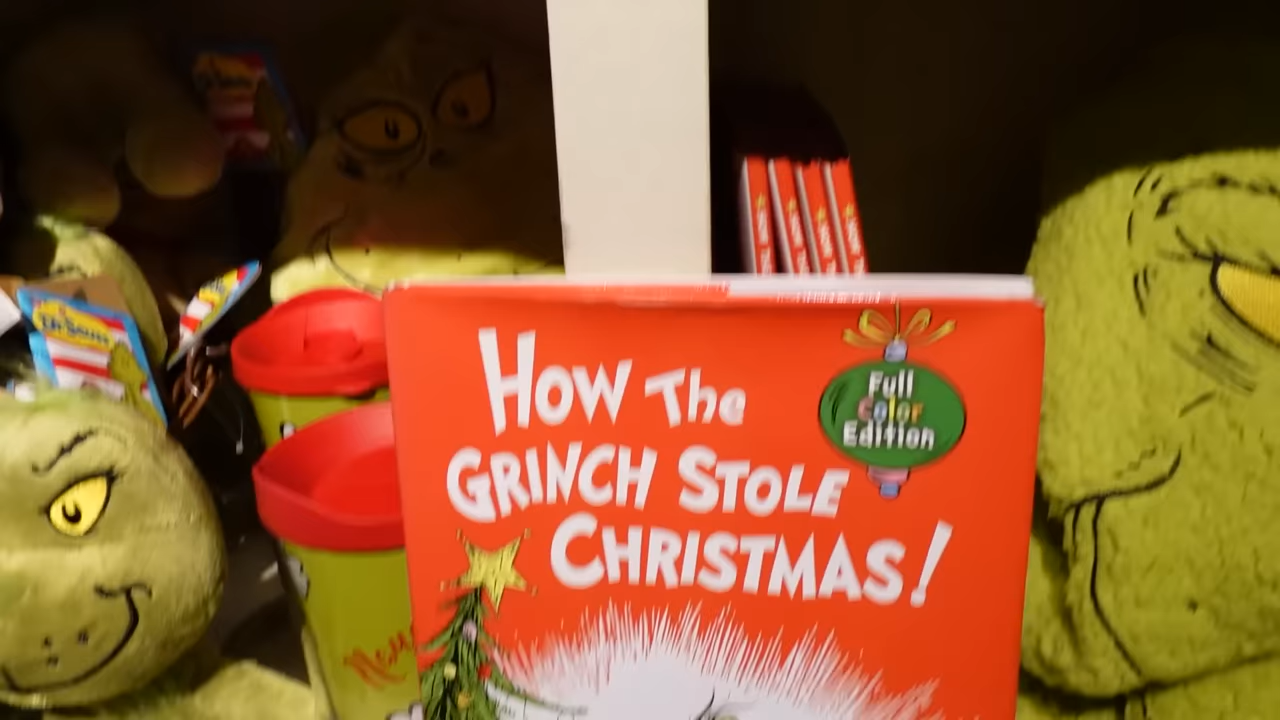 HOW THE
GRINCH STOLE
CHRISTMAS!
Full
Color
Edition
Dr. Seuss